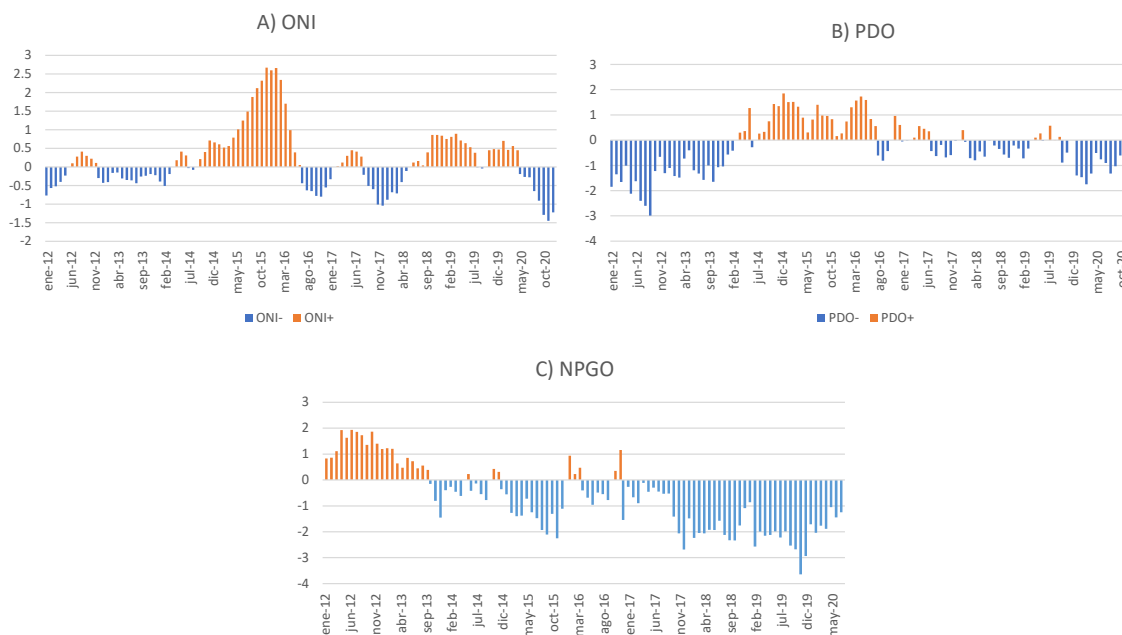 A) ONI
3
2.5
2
1.5
1
0.5
0
-0.5
-1
-1.5
-2
ene-12
jun-12
nov-12
abr-13
sep-13
feb-14
jul-14
dic-14
may-15
oct-15
mar-16
ago-16
ene-17
jun-17
nov-17
abr-18
sep-18
feb-19
jul-19
dic-19
may-20
oct-20
ONI- ONI+
B) PDO
3
2
1
0
-1
-2
-3
-4
ene-12
jun-12
nov-12
abr-13
sep-13
feb-14
jul-14
dic-14
may-15
oct-15
mar-16
ago-16
ene-17
jun-17
nov-17
abr-18
sep-18
feb-19
jul-19
dic-19
may-20
oct-20
PDO- PDO+
C) NPGO
3
2
1
0
-1
-2
-3
-4
ene-12
jun-12
nov-12
abr-13
sep-13
feb-14
jul-14
dic-14
may-15
oct-15
mar-16
ago-16
ene-17
jun-17
nov-17
abr-18
sep-18
feb-19
jul-19
dic-19
may-20